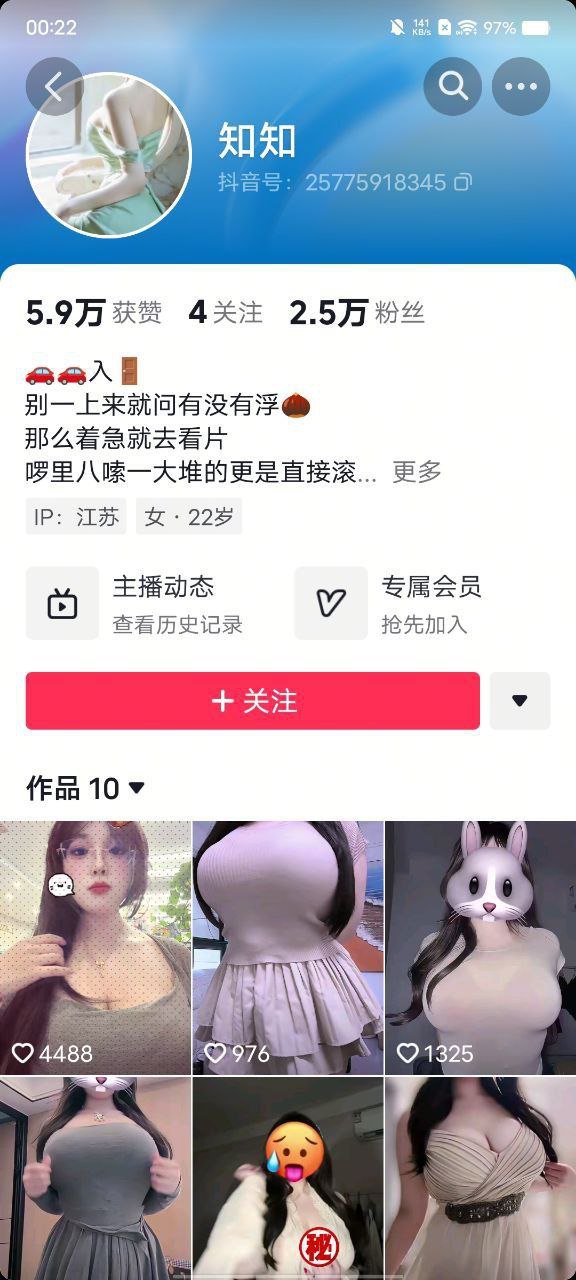 00:22
141 KB/s 97%
知知
抖音号：25775918345
5.9万 获赞 4 关注 2.5万 粉丝
🚗🚗入🚪
别一上来就问有没有浮🌰
那么着急就去看片
啰里八嗦一大堆的更是直接滚... 更多
IP：江苏 女 · 22岁
主播动态 专属会员
查看历史记录 抢先加入
+ 关注
作品 10
4488 976 1325
秘